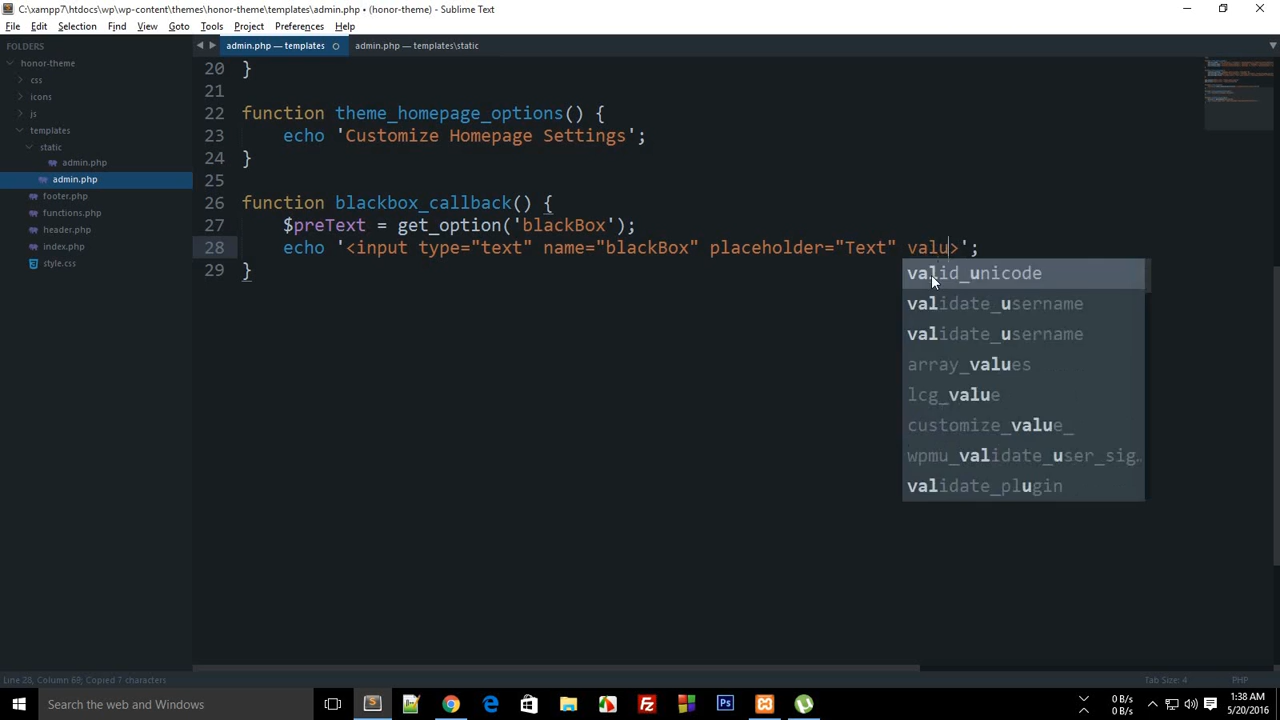 C:\xampp7\htdocs\wp\wp-content\themes\honor-theme\templates\admin.php • (honor-theme) - Sublime Text
File Edit Selection Find View Goto Tools Project Preferences Help
FOLDERS
honor-theme
css
icons
js
templates
static
admin.php
admin.php
footer.php
functions.php
header.php
index.php
style.css
admin.php — templates admin.php — templates\static
20 }
21
22 function theme_homepage_options() {
23 echo 'Customize Homepage Settings';
24 }
25
26 function blackbox_callback() {
27 $preText = get_option('blackBox');
28 echo '<input type="text" name="blackBox" placeholder="Text" valu>';
29 }
valid_unicode
validate_username
validate_username
array_values
lcg_value
customize_value_
wpmu_validate_user_sig…
validate_plugin
Line 28, Column 69; Copied 7 characters Tab Size: 4 PHP
Search the web and Windows
0 B/s
0 B/s
1:38 AM
5/20/2016